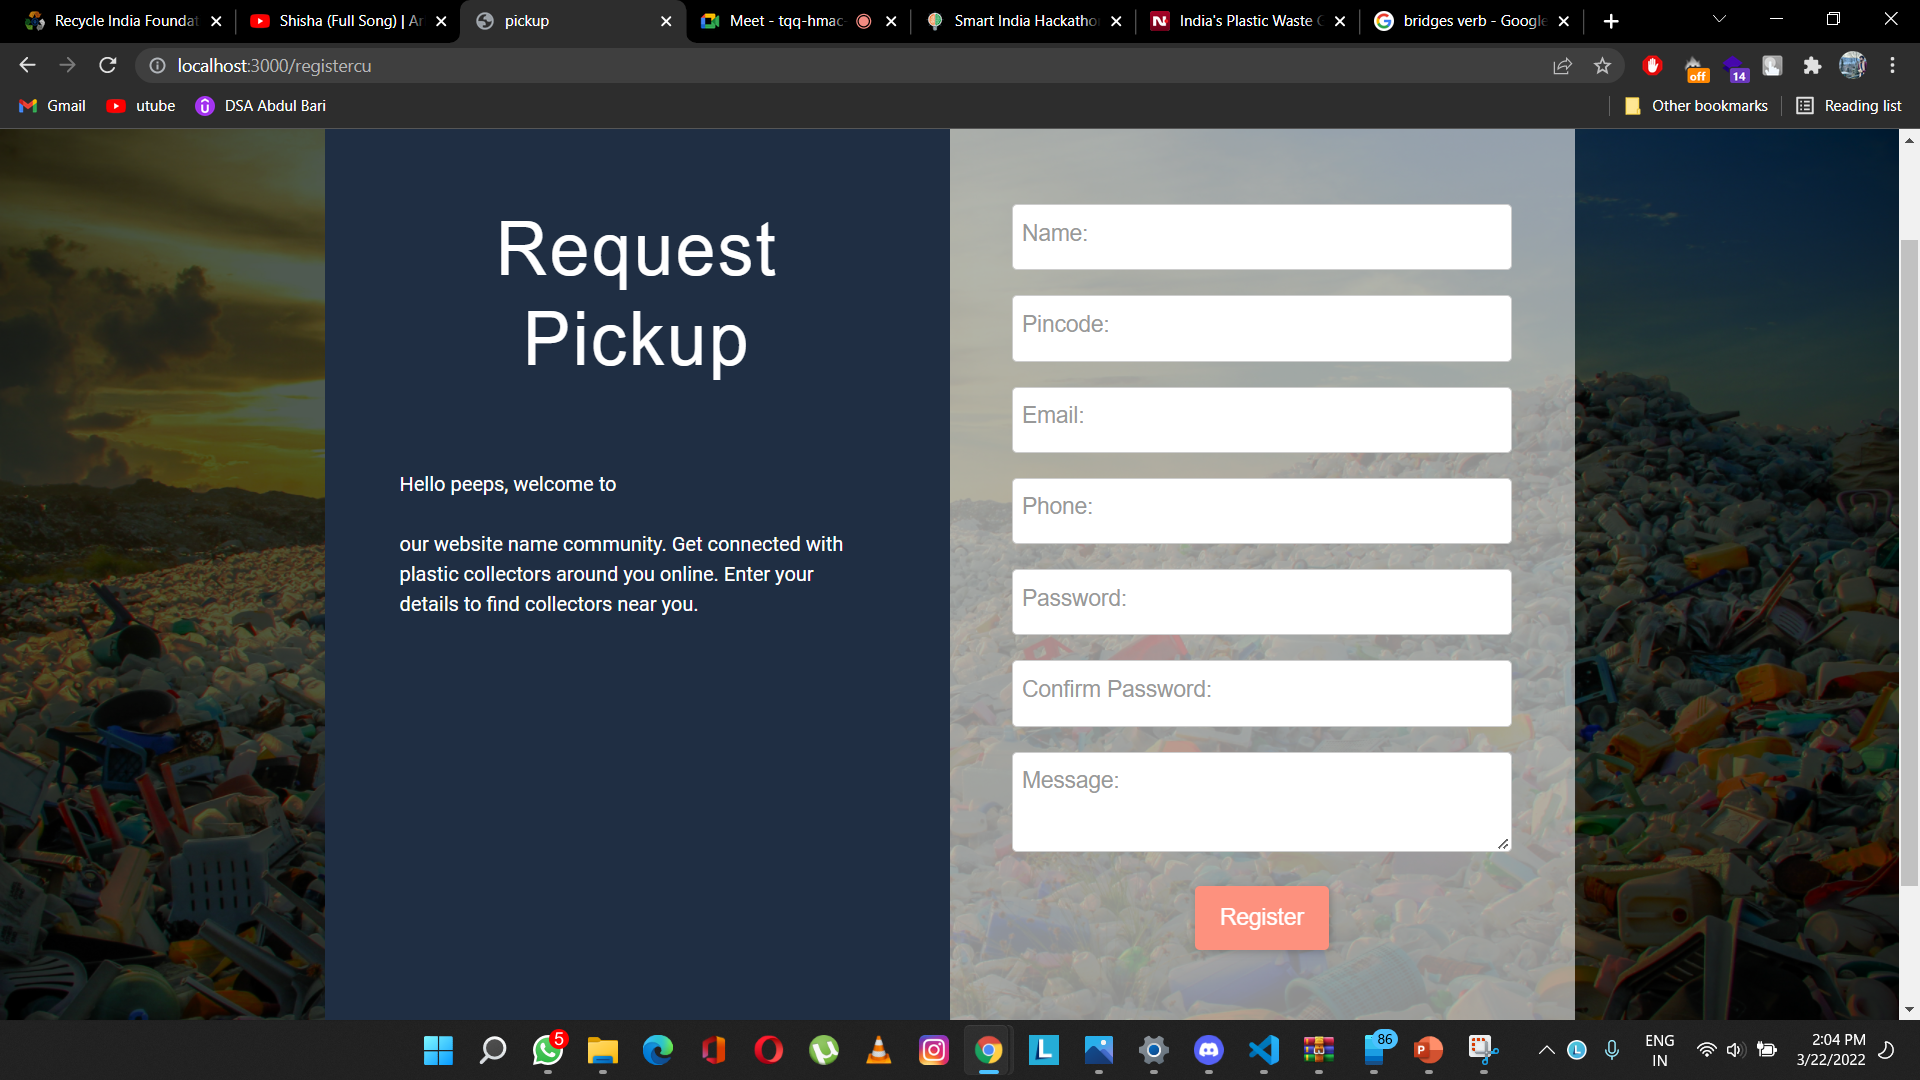 Recycle India Foundat
Shisha (Full Song) | Ar
pickup
Meet - tqq-hmac-
Smart India Hackatho
India's Plastic Waste C
bridges verb - Google
localhost:3000/registercu
off
14
Gmail
utube
DSA Abdul Bari
Other bookmarks
Reading list
Request
Pickup
Hello peeps, welcome to
our website name community. Get connected with
plastic collectors around you online. Enter your
details to find collectors near you.
Name:
Pincode:
Email:
Phone:
Password:
Confirm Password:
Message:
Register
5
86
ENG
IN
2:04 PM
3/22/2022